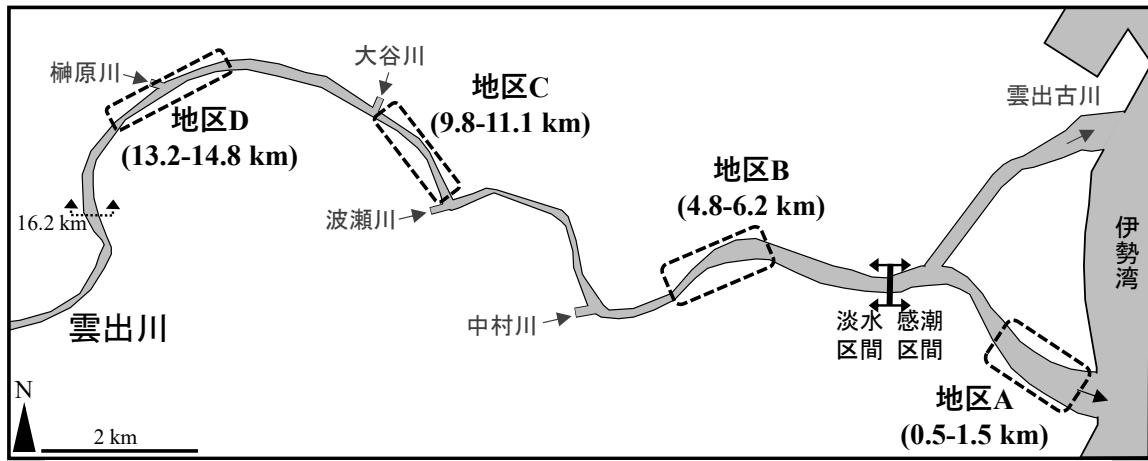 榊原川
大谷川
地区C
(9.8-11.1 km)
地区D
(13.2-14.8 km)
雲出古川
地区B
(4.8-6.2 km)
16.2 km
波瀬川
伊勢湾
雲出川
中村川
淡水
区間
感潮
区間
地区A
(0.5-1.5 km)
N
2 km